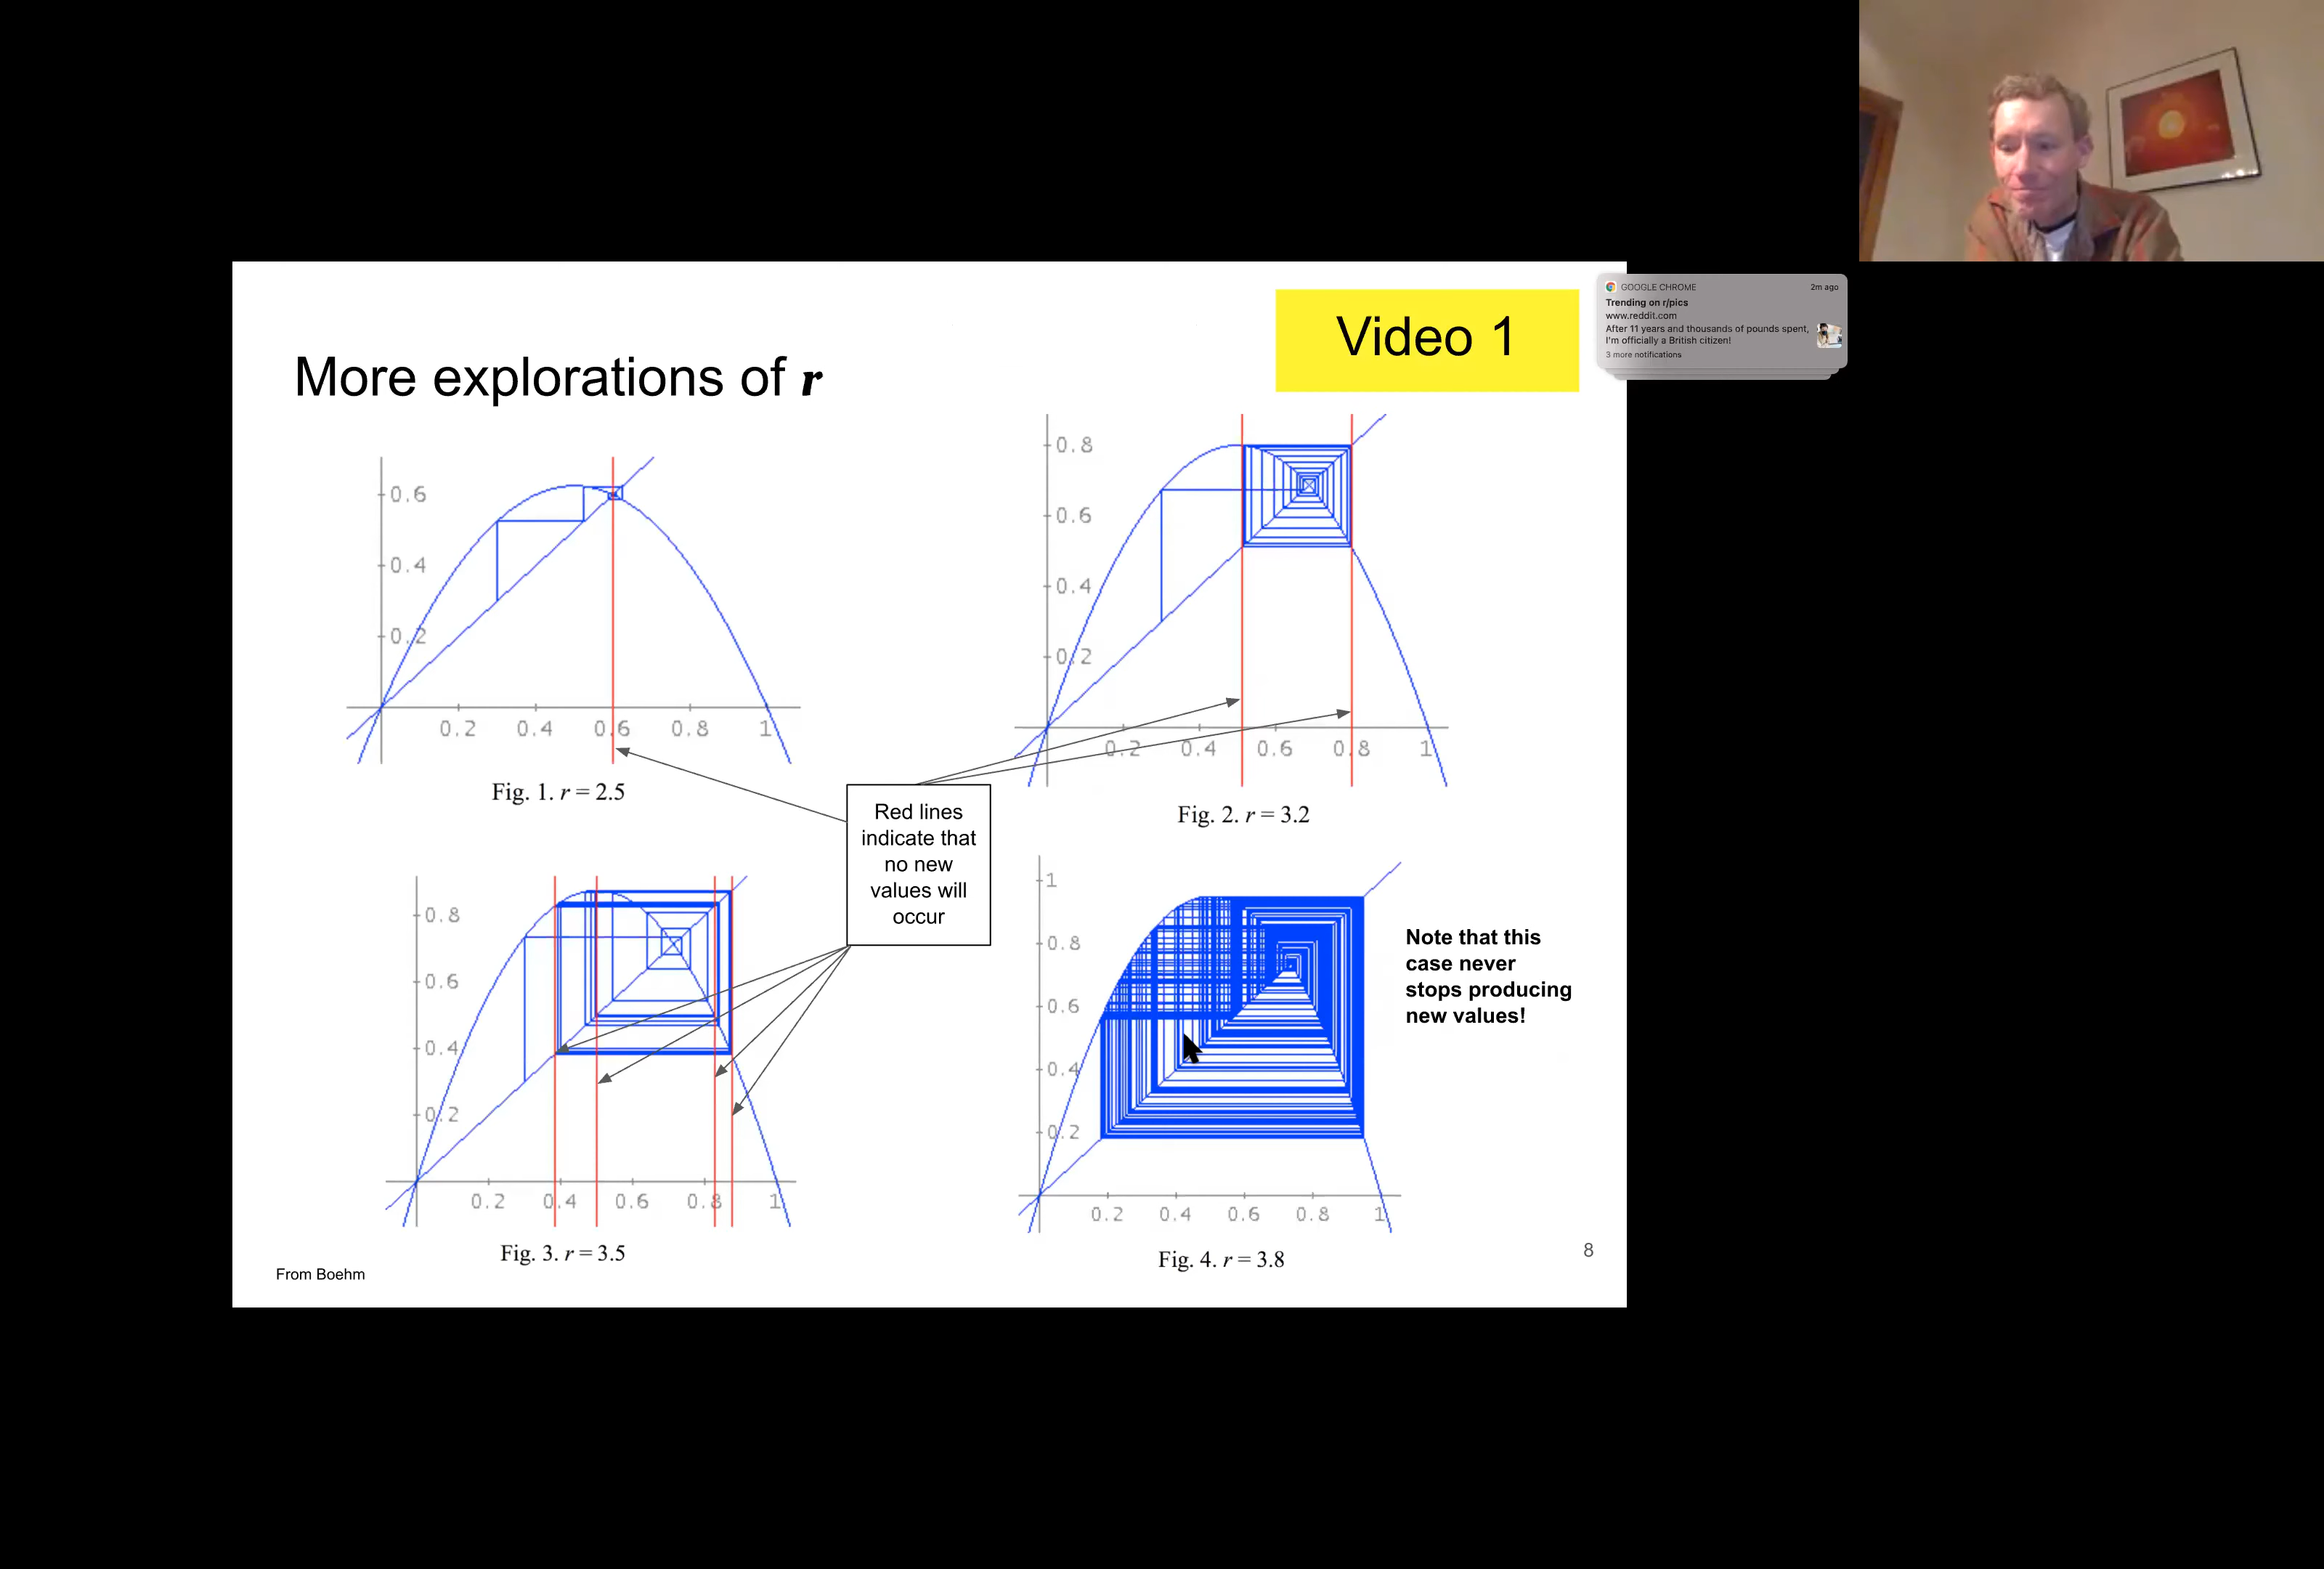 Video 1
GOOGLE CHROME 2m ago
Trending on r/pics
www.reddit.com
After 11 years and thousands of pounds spent,
I'm officially a British citizen!
3 more notifications
More explorations of r
0.6
0.4
0.2
0.2 0.4 0.6 0.8 1
Fig. 1. r = 2.5
0.8
0.6
0.4
0.2
0.2 0.4 0.6 0.8 1
Fig. 2. r = 3.2
Red lines
indicate that
no new
values will
occur
0.8
0.6
0.4
0.2
0.2 0.4 0.6 0.8 1
Fig. 3. r = 3.5
1
0.8
0.6
0.4
0.2
0.2 0.4 0.6 0.8 1
Fig. 4. r = 3.8
Note that this
case never
stops producing
new values!
From Boehm
8